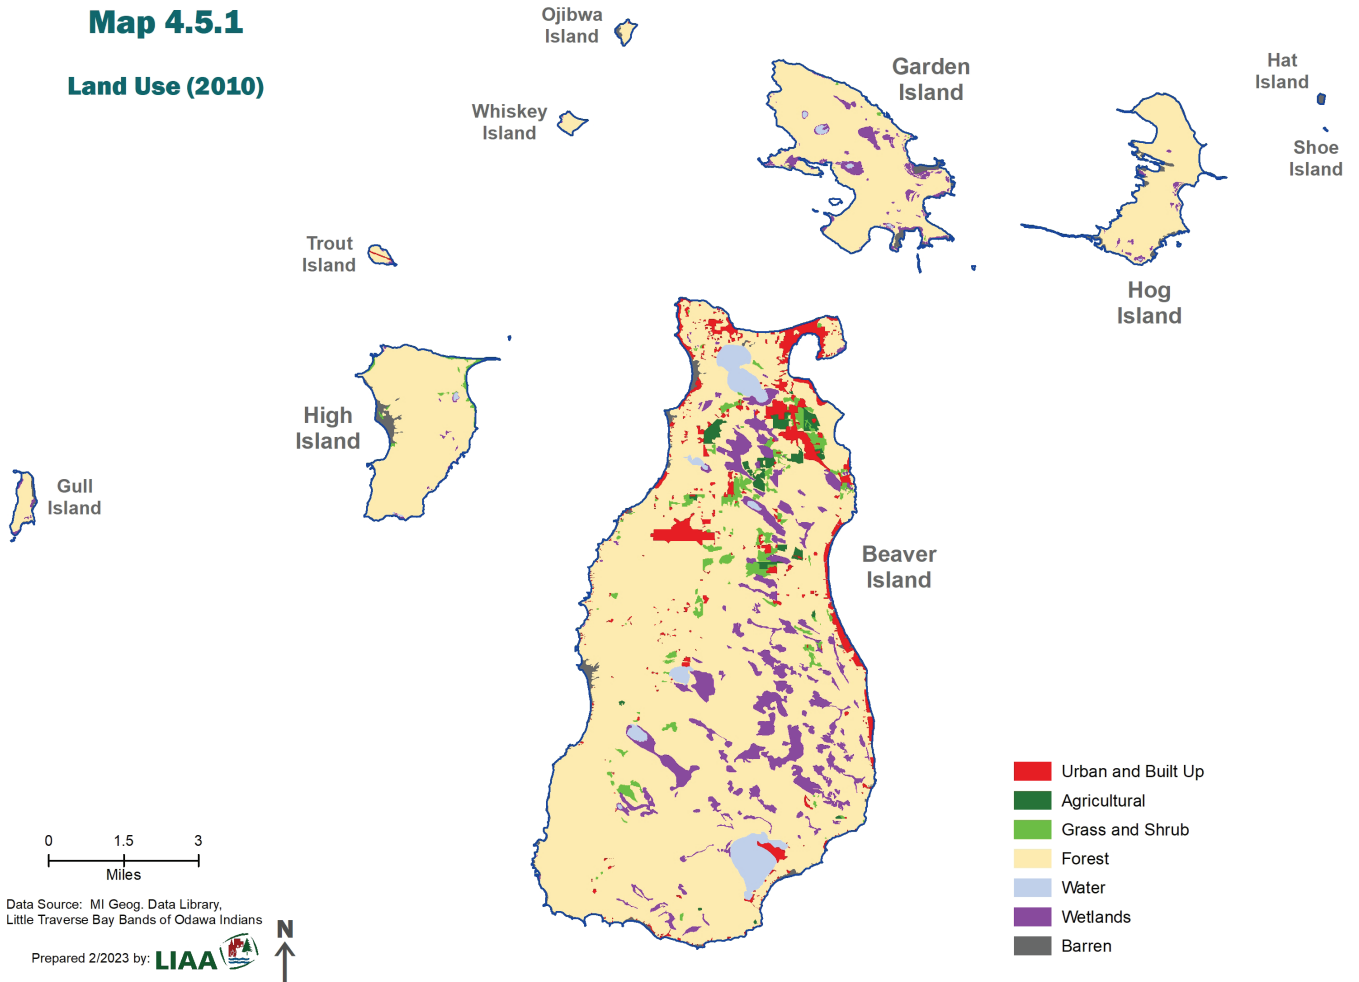 Map 4.5.1
Land Use (2010)
Ojibwa
Island
Whiskey
Island
Garden
Island
Hat
Island
Shoe
Island
Trout
Island
Hog
Island
High
Island
Gull
Island
Beaver
Island
Urban and Built Up
Agricultural
Grass and Shrub
Forest
Water
Wetlands
Barren
0 1.5 3
Miles
Data Source: MI Geog. Data Library,
Little Traverse Bay Bands of Odawa Indians
Prepared 2/2023 by: LIAA
N